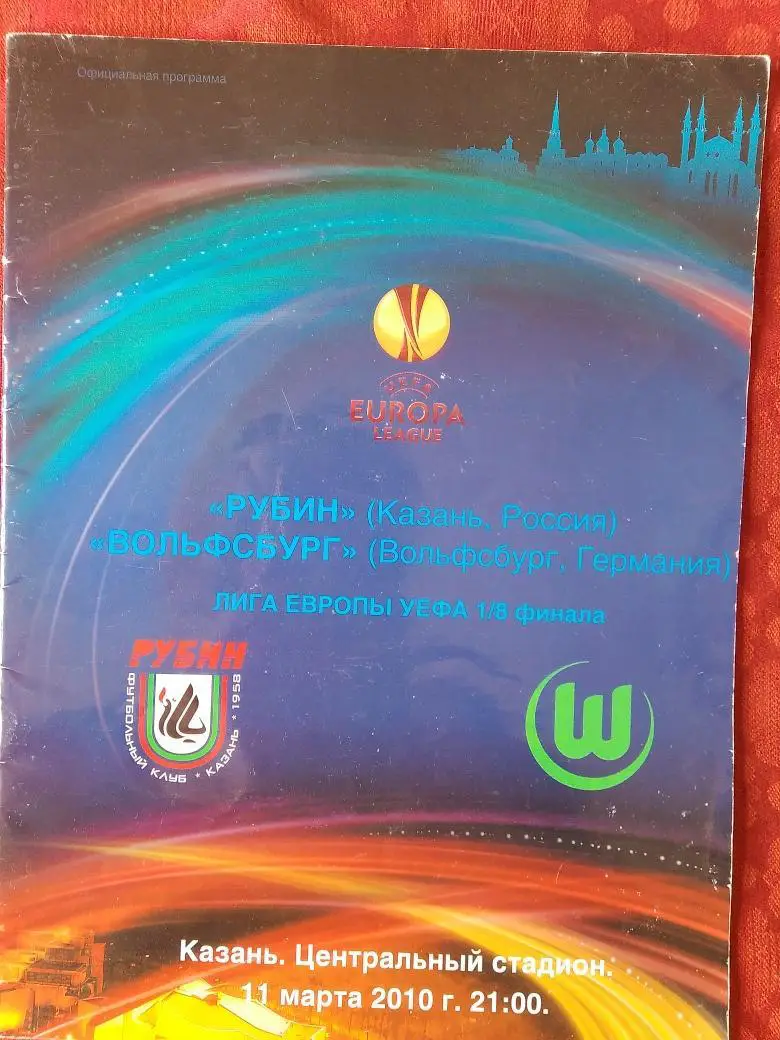 Официальная программа
UEFA
EUROPA
LEAGUE
«РУБИН» (Казань, Россия)
«ВОЛЬФСБУРГ» (Вольфсбург, Германия)
ЛИГА ЕВРОПЫ УЕФА 1/8 финала
РУБИН
ФУТБОЛЬНЫЙ КЛУБ * КАЗАНЬ * 1958
W
Казань. Центральный стадион.
11 марта 2010 г. 21:00.